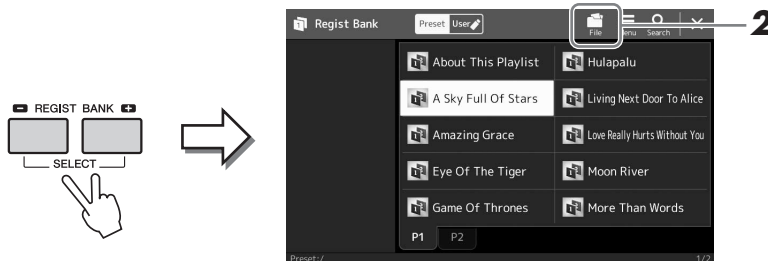 REGIST BANK
SELECT
Regist Bank
Preset User
File Menu Search
2
About This Playlist
Hulapalu
A Sky Full Of Stars
Living Next Door To Alice
Amazing Grace
Love Really Hurts Without You
Eye Of The Tiger
Moon River
Game Of Thrones
More Than Words
P1 P2
Preset:/ 1/2